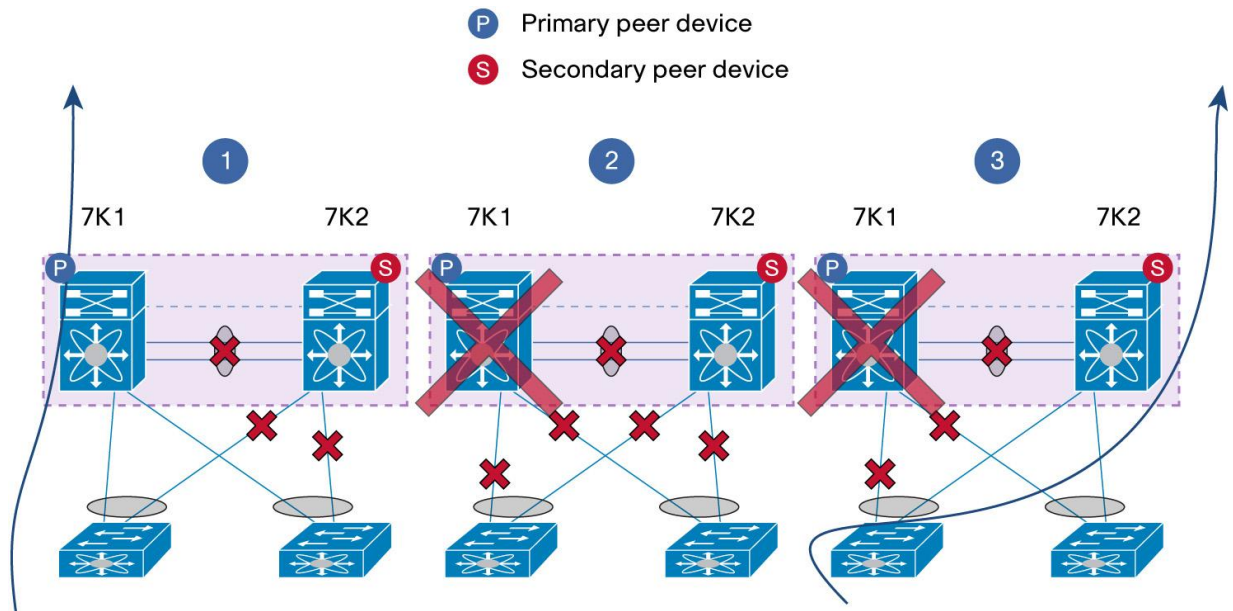 P Primary peer device
S Secondary peer device
1 2 3
7K1 7K2 7K1 7K2 7K1 7K2
P S P S P S